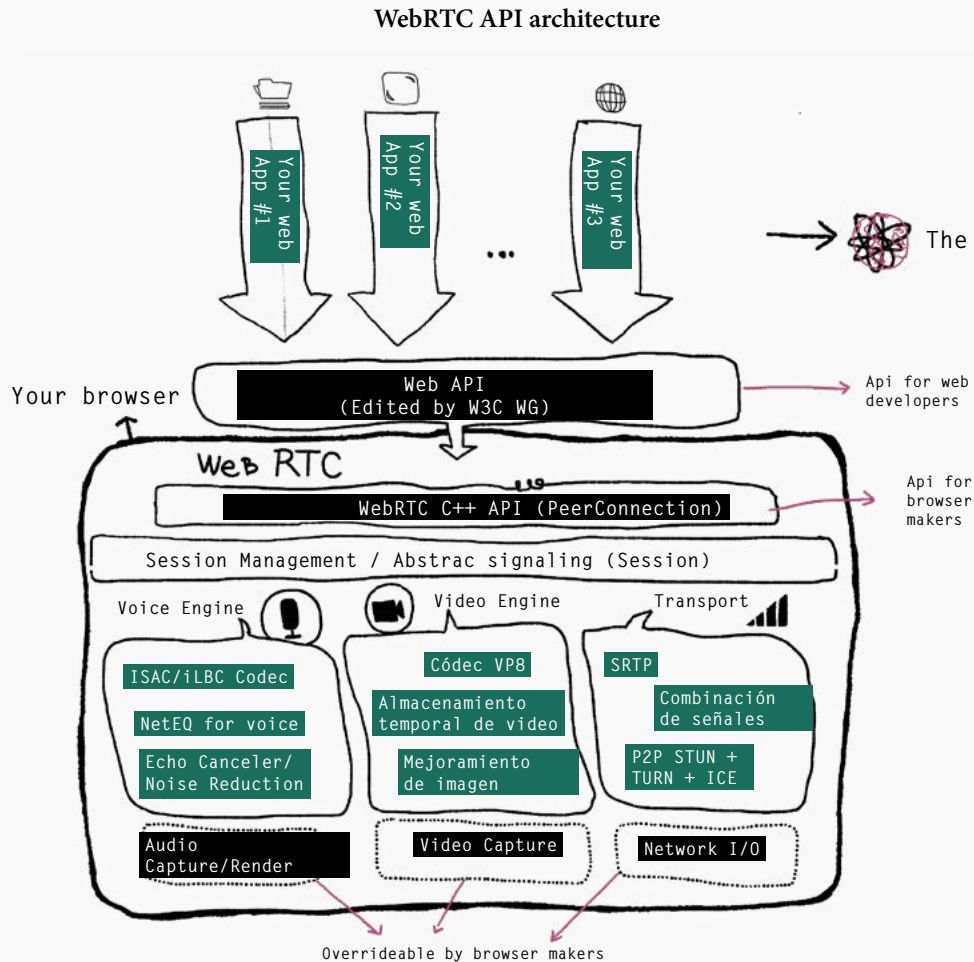 WebRTC API architecture
Your web
App #1
Your web
App #2
Your web
App #3
...
The
Web API
(Edited by W3C WG)
Api for web
developers
Your browser
Web RTC
WebRTC C++ API (PeerConnection)
Api for
browser
makers
Session Management / Abstrac signaling (Session)
Voice Engine
Video Engine
Transport
ISAC/iLBC Codec
NetEQ for voice
Echo Canceler/
Noise Reduction
Códec VP8
Almacenamiento
temporal de video
Mejoramiento
de imagen
SRTP
Combinación
de señales
P2P STUN +
TURN + ICE
Audio
Capture/Render
Video Capture
Network I/O
Overrideable by browser makers